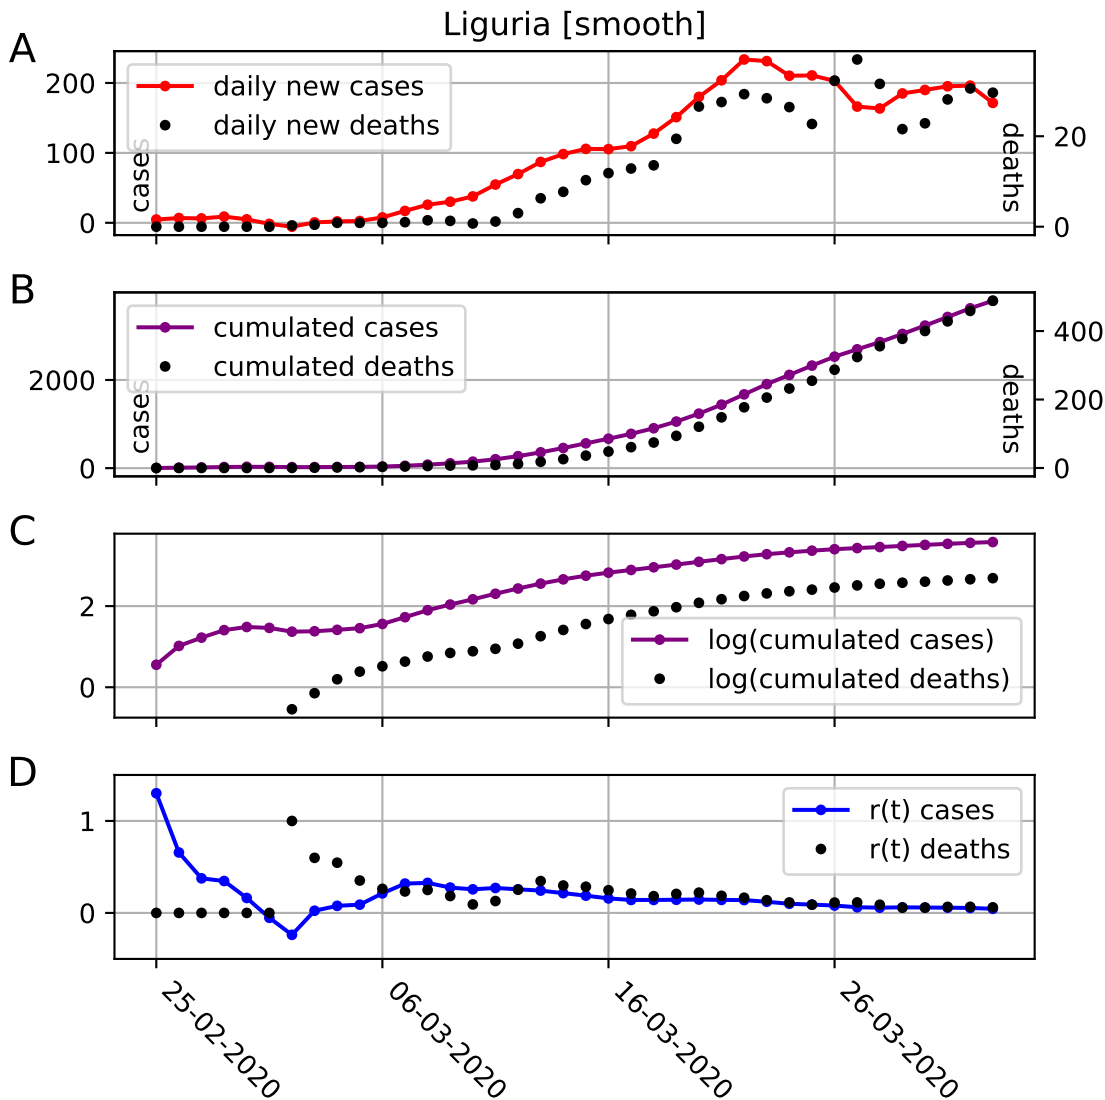 Liguria [smooth]
A
daily new cases
daily new deaths
200
100
0
cases
20
0
deaths
B
cumulated cases
cumulated deaths
2000
0
cases
400
200
0
deaths
C
2
0
log(cumulated cases)
log(cumulated deaths)
D
1
0
r(t) cases
r(t) deaths
25-02-2020
06-03-2020
16-03-2020
26-03-2020